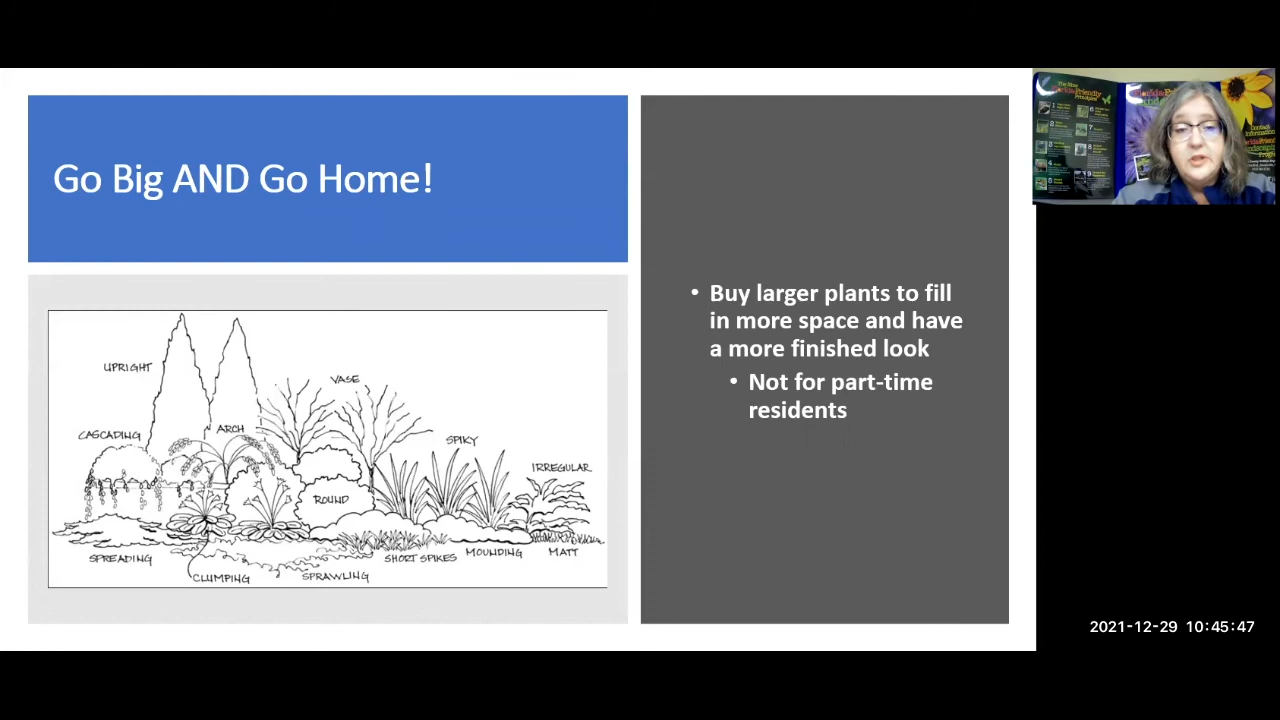 Go Big AND Go Home!
UPRIGHT
VASE
CASCADING
ARCH
SPIKY
IRREGULAR
ROUND
SPREADING
SHORT SPIKES
MOUNDING
MATT
CLUMPING
SPRAWLING
• Buy larger plants to fill
in more space and have
a more finished look
• Not for part-time
residents
Contact
Information
2021-12-29 10:45:47